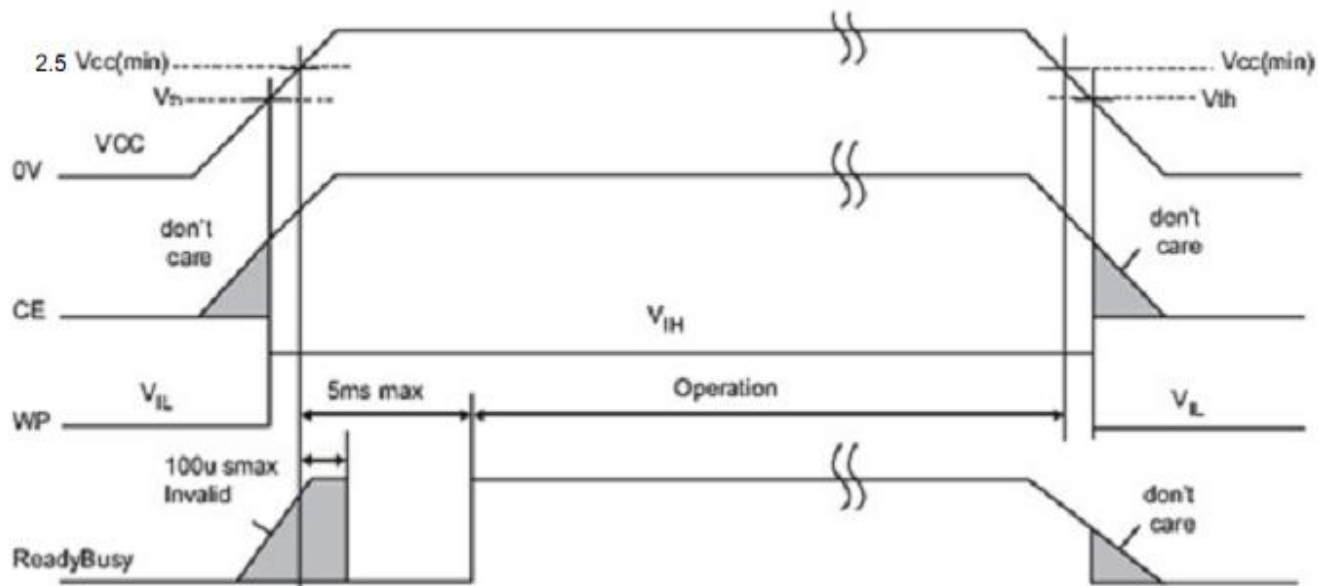 2.5 Vcc(min)
Vcc(min)
Vth
Vth
VCC
0V
don't
care
don't
care
CE
VIH
VIL
5ms max
Operation
VIL
WP
100u smax
Invalid
don't
care
ReadyBusy